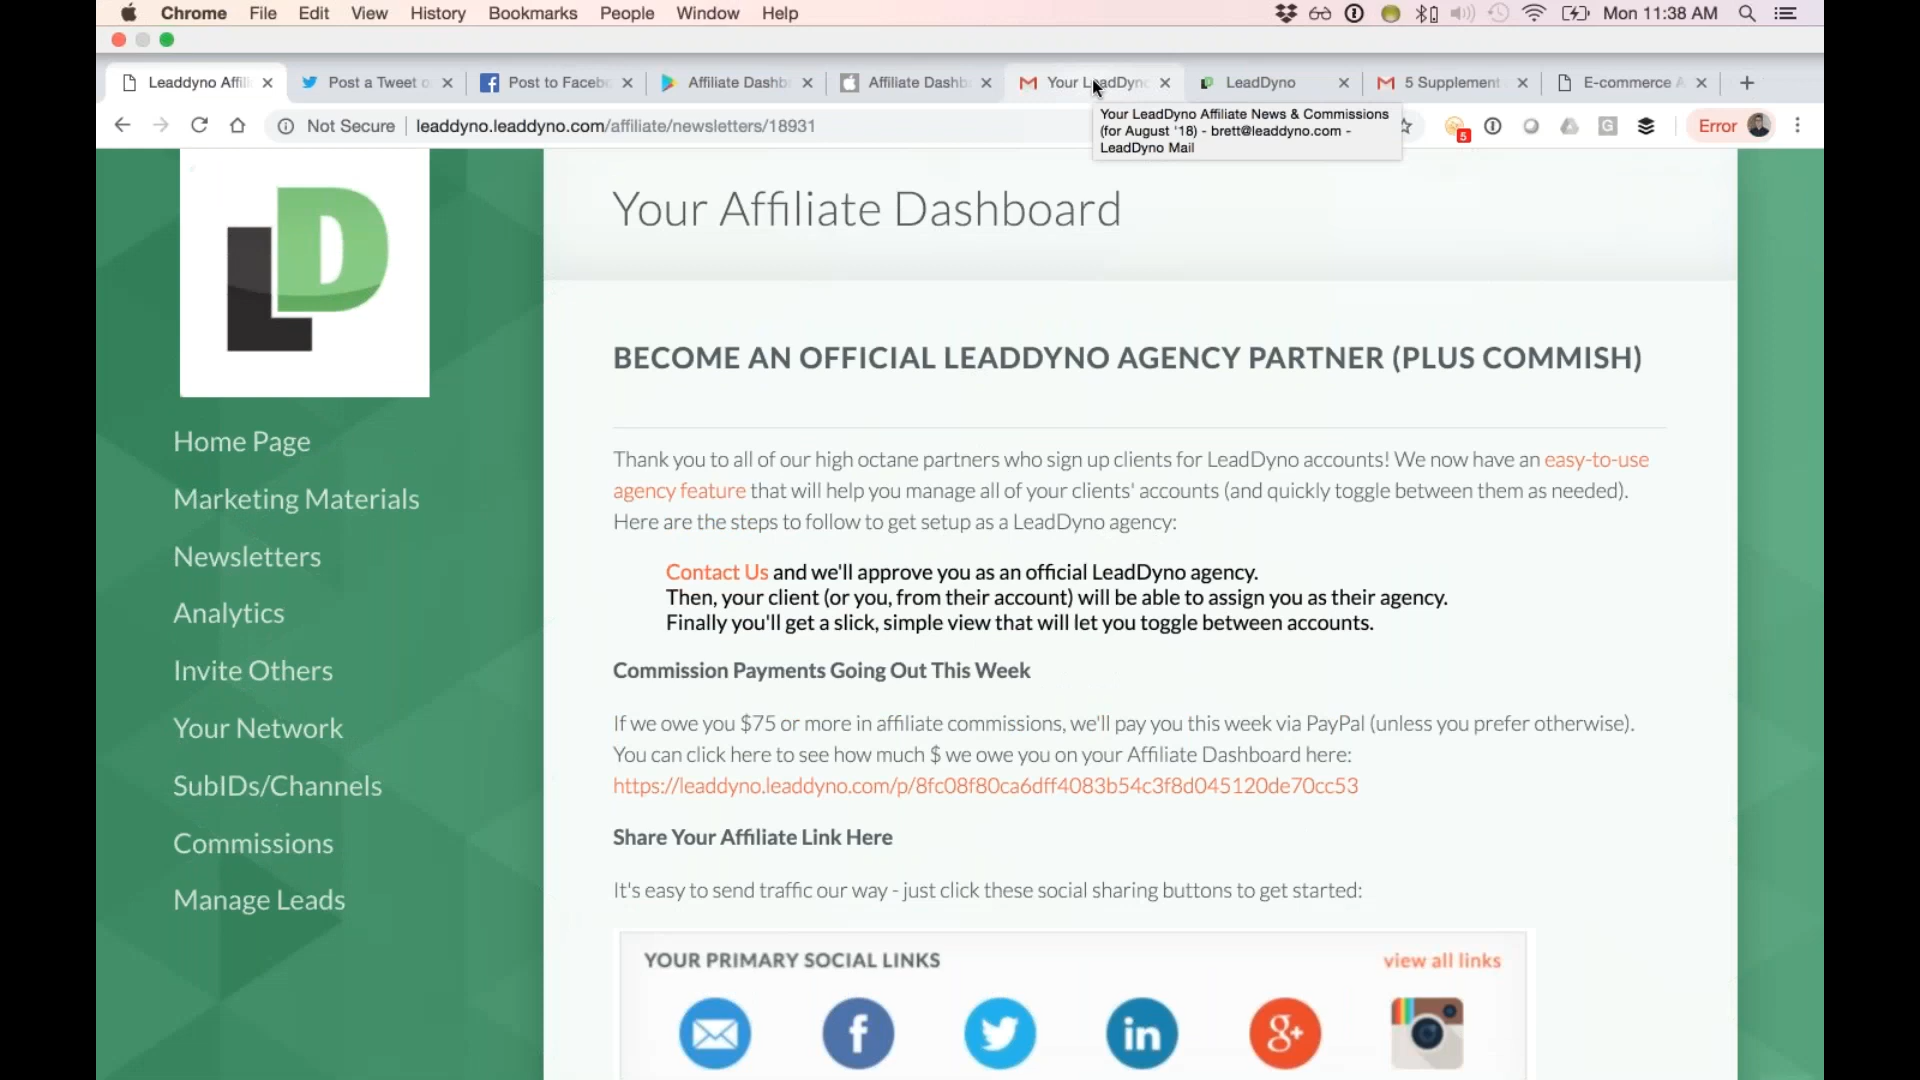 Chrome File Edit View History Bookmarks People Window Help Mon 11:38 AM
Leaddyno Affili Post a Tweet o Post to Facebo Affiliate Dashb Affiliate Dashb Your LeadDyno LeadDyno 5 Supplement E-commerce A
Not Secure leaddyno.leaddyno.com/affiliate/newsletters/18931 5 Error
Your LeadDyno Affiliate News & Commissions
(for August '18) - brett@leaddyno.com -
LeadDyno Mail
LD
Home Page
Marketing Materials
Newsletters
Analytics
Invite Others
Your Network
SubIDs/Channels
Commissions
Manage Leads
Your Affiliate Dashboard
BECOME AN OFFICIAL LEADDYNO AGENCY PARTNER (PLUS COMMISH)
Thank you to all of our high octane partners who sign up clients for LeadDyno accounts! We now have an easy-to-use
agency feature that will help you manage all of your clients' accounts (and quickly toggle between them as needed).
Here are the steps to follow to get setup as a LeadDyno agency:
Contact Us and we'll approve you as an official LeadDyno agency.
Then, your client (or you, from their account) will be able to assign you as their agency.
Finally you'll get a slick, simple view that will let you toggle between accounts.
Commission Payments Going Out This Week
If we owe you $75 or more in affiliate commissions, we'll pay you this week via PayPal (unless you prefer otherwise).
You can click here to see how much $ we owe you on your Affiliate Dashboard here:
https://leaddyno.leaddyno.com/p/8fc08f80ca6dff4083b54c3f8d045120de70cc53
Share Your Affiliate Link Here
It's easy to send traffic our way - just click these social sharing buttons to get started:
YOUR PRIMARY SOCIAL LINKS view all links